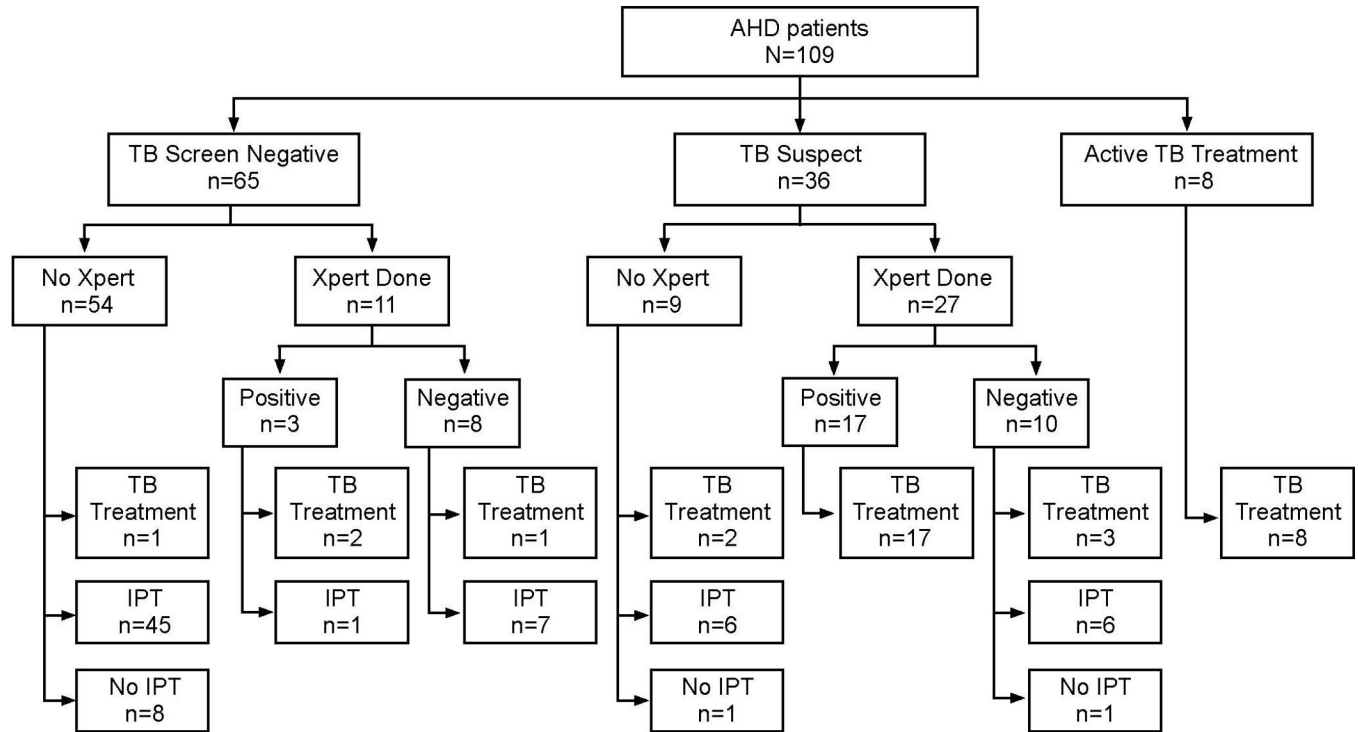 AHD patients
N=109
TB Screen Negative
n=65
TB Suspect
n=36
Active TB Treatment
n=8
No Xpert
n=54
Xpert Done
n=11
No Xpert
n=9
Xpert Done
n=27
Positive
n=3
Negative
n=8
Positive
n=17
Negative
n=10
TB
Treatment
n=1
TB
Treatment
n=2
TB
Treatment
n=1
TB
Treatment
n=2
TB
Treatment
n=17
TB
Treatment
n=3
TB
Treatment
n=8
IPT
n=45
IPT
n=1
IPT
n=7
IPT
n=6
IPT
n=6
No IPT
n=8
No IPT
n=1
No IPT
n=1